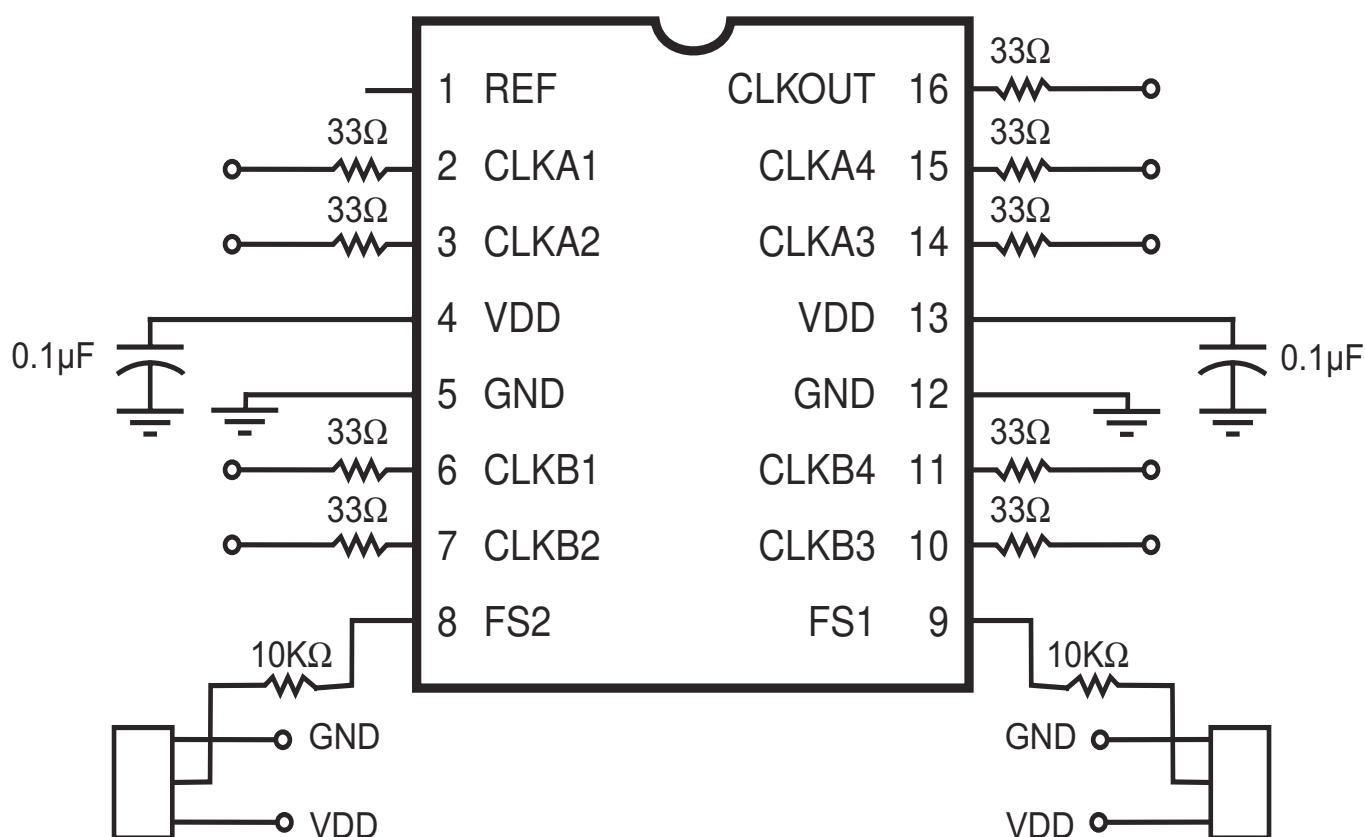 33Ω
1 REF CLKOUT 16
33Ω 33Ω
2 CLKA1 CLKA4 15
33Ω 33Ω
3 CLKA2 CLKA3 14
4 VDD VDD 13
0.1µF 0.1µF
5 GND GND 12
33Ω 33Ω
6 CLKB1 CLKB4 11
33Ω 33Ω
7 CLKB2 CLKB3 10
8 FS2 FS1 9
10KΩ 10KΩ
GND GND
VDD VDD